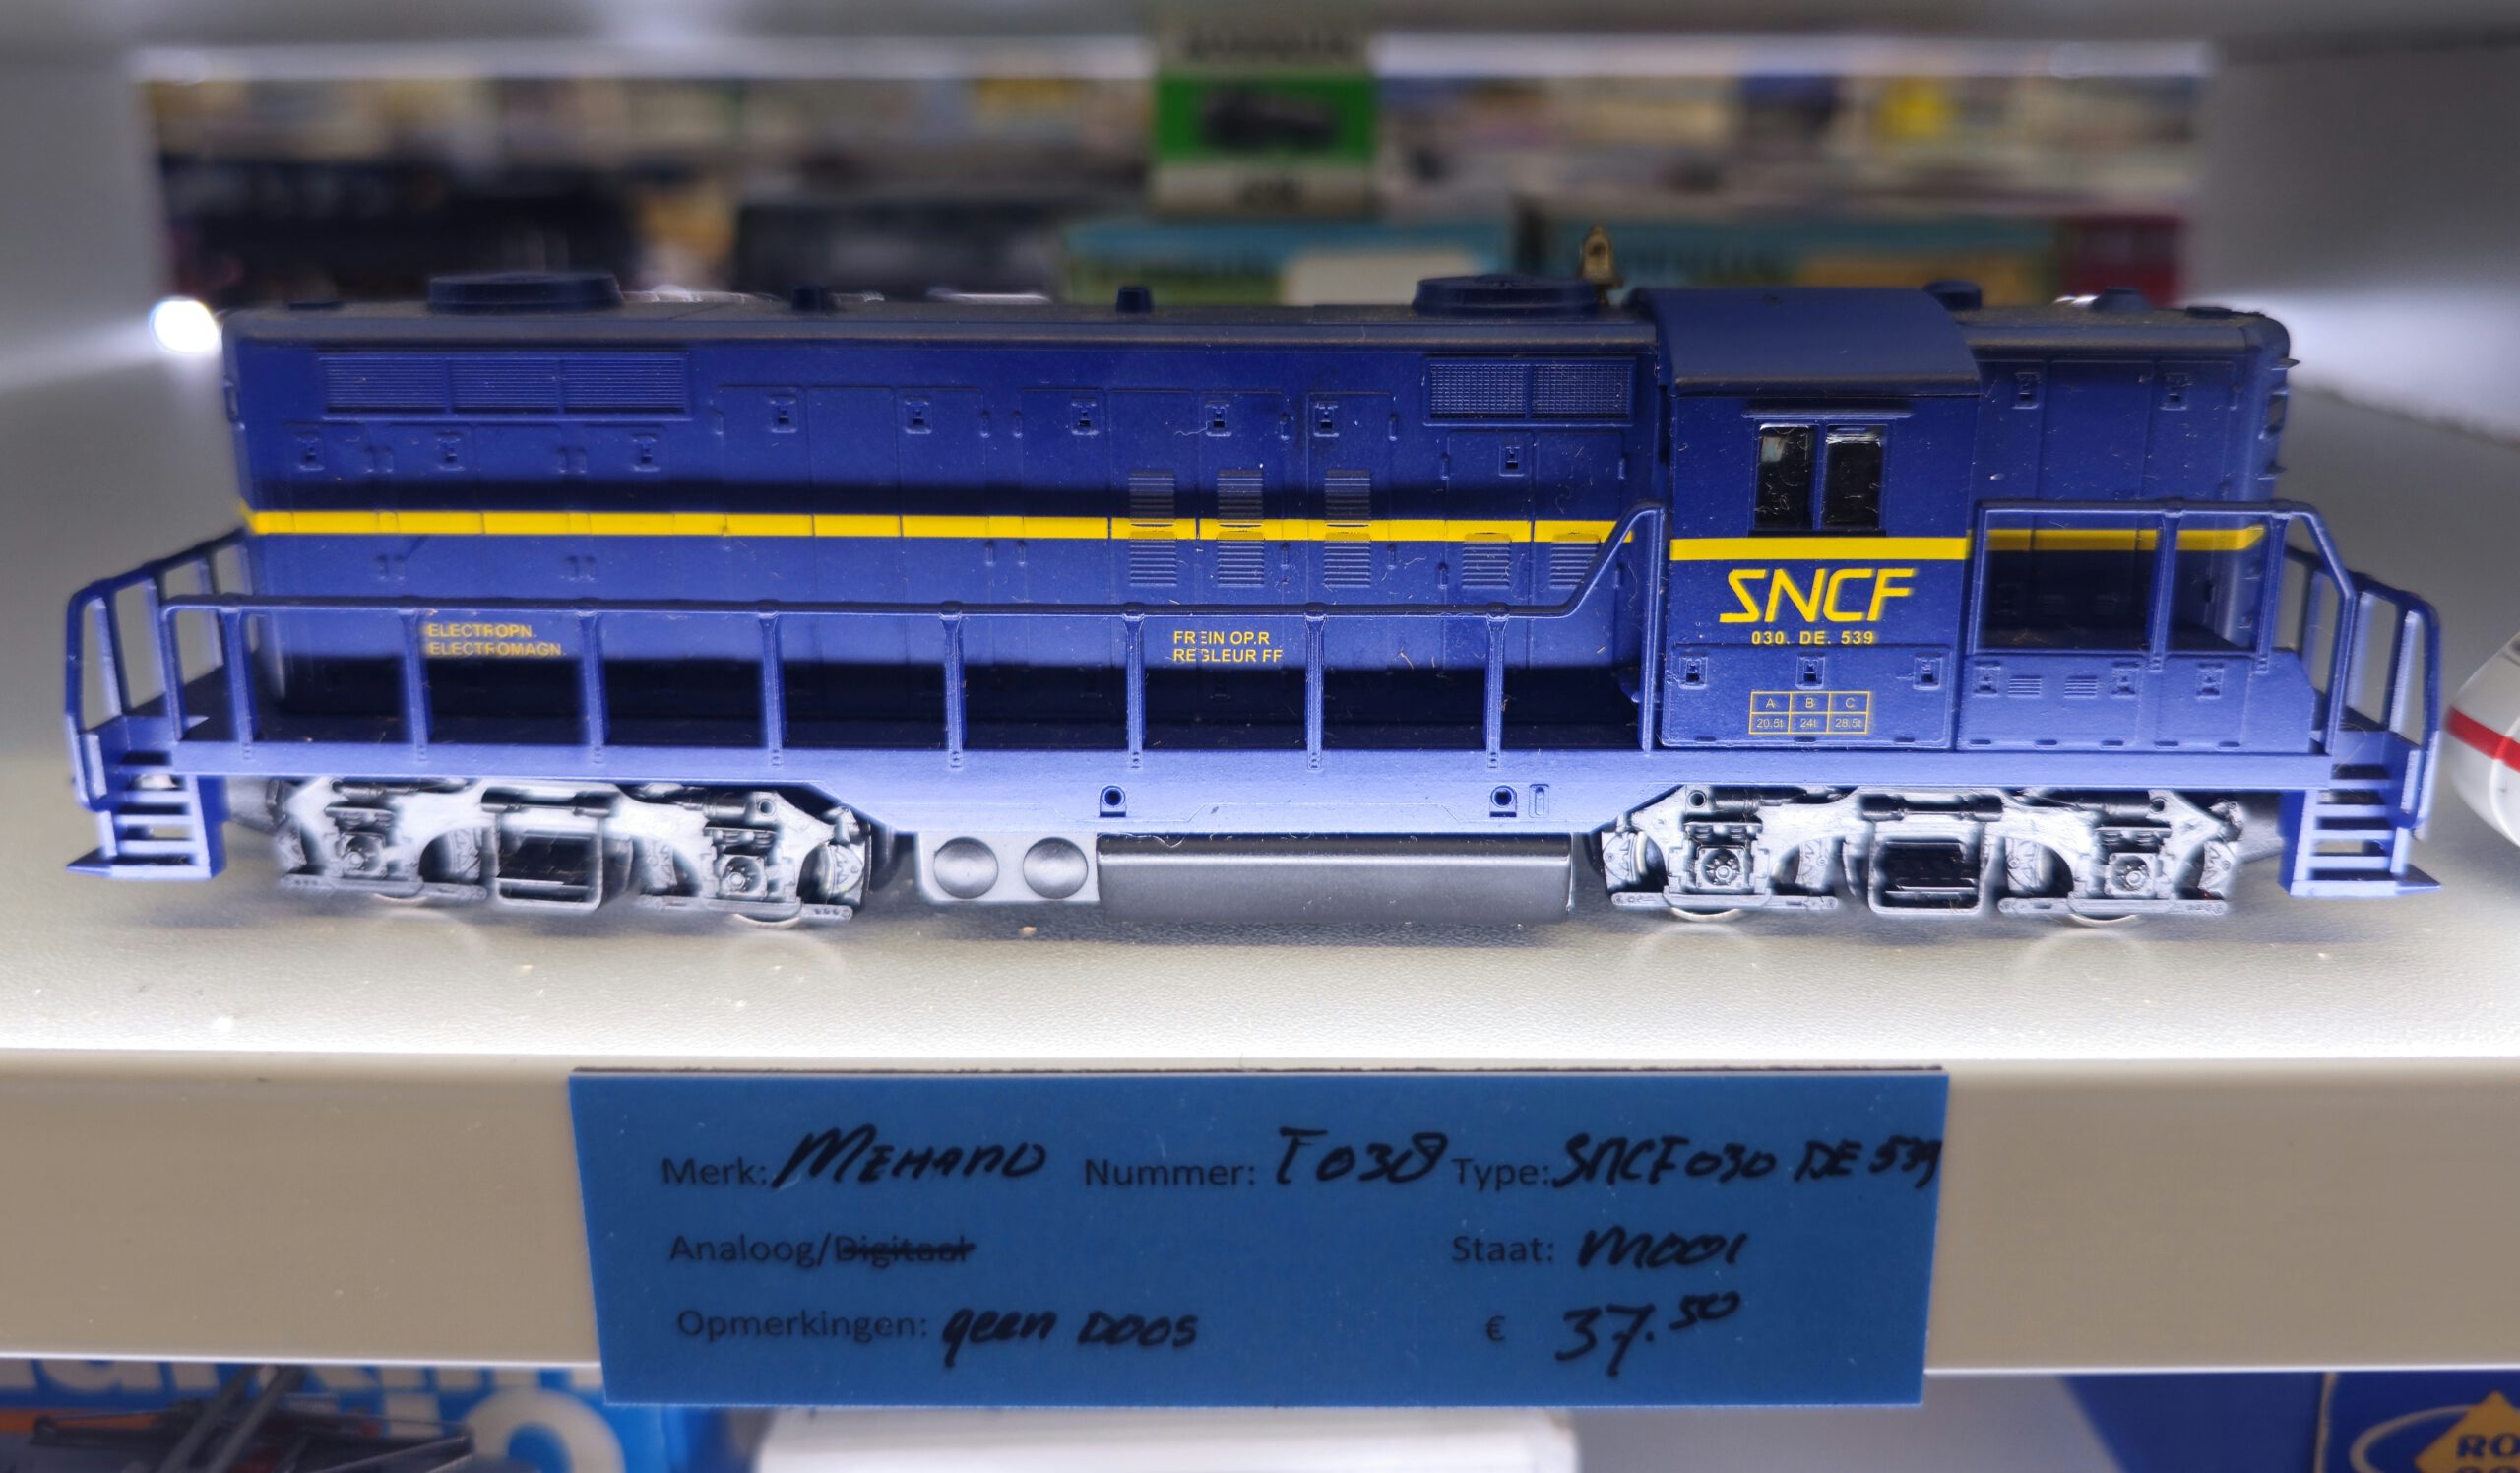 ELECTROPN.
ELECTROMAGN.
FREIN OP.R
REGLEUR FF
SNCF
030. DE. 539
A B C
20,5t 24t 28,5t
Merk: MEHANO Nummer: T038 Type: SNCF 030 DE 539
Analoog/Digitaal Staat: MOOI
Opmerkingen: geen DOOS € 37.50
RO